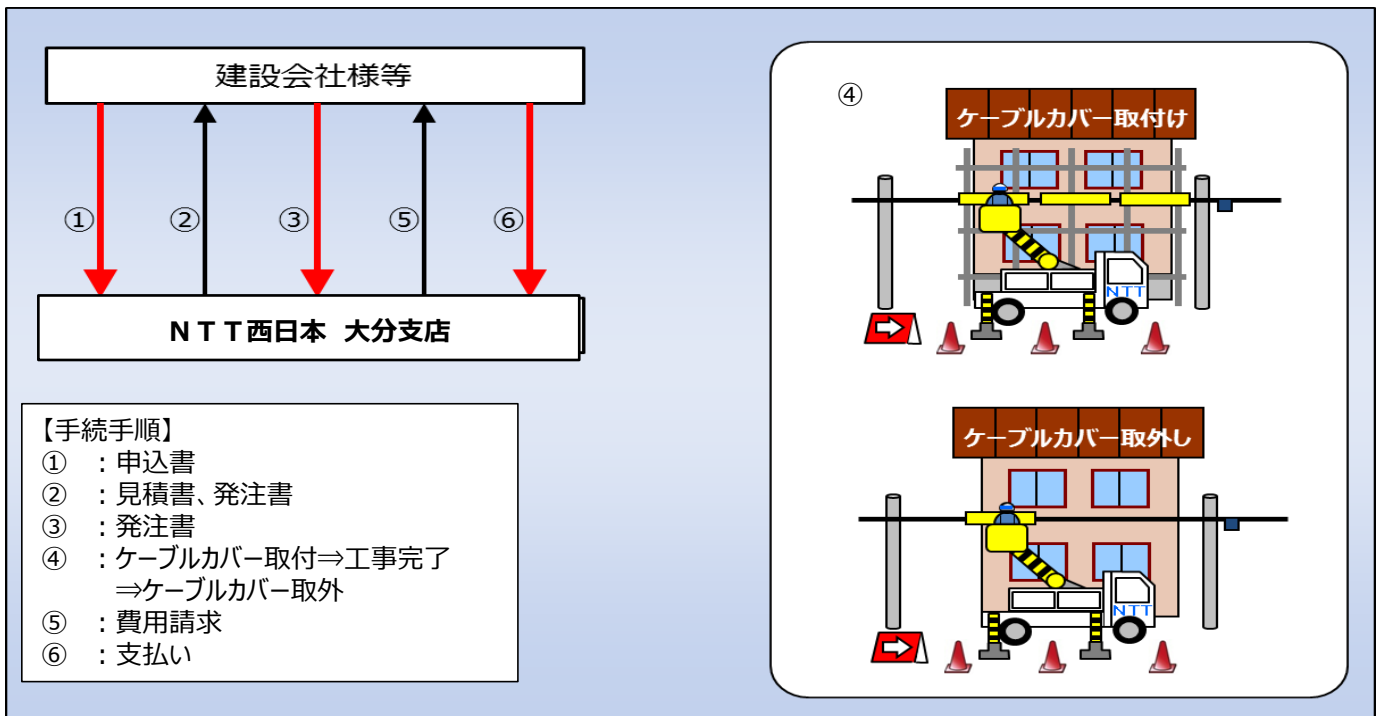 建設会社様等
①
②
③
⑤
⑥
NTT西日本 大分支店
【手続手順】
① :申込書
② :見積書、発注書
③ :発注書
④ :ケーブルカバー取付⇒工事完了
⇒ケーブルカバー取外
⑤ :費用請求
⑥ :支払い
④
ケーブルカバー取付け
NTT
ケーブルカバー取外し
NTT